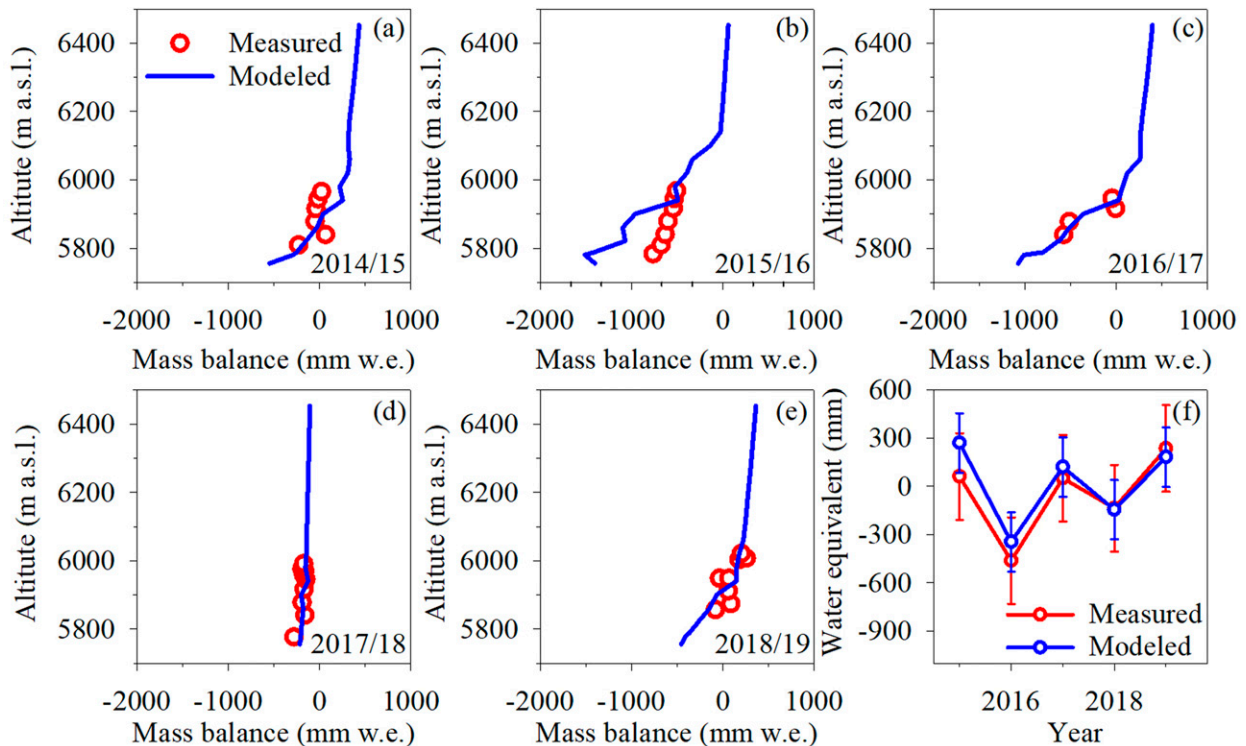 (a)
Measured
Modeled
6400
6200
6000
5800
Altitute (m a.s.l.)
2014/15
-2000 -1000 0 1000
Mass balance (mm w.e.)
(b)
6400
6200
6000
5800
Altitute (m a.s.l.)
2015/16
-2000 -1000 0 1000
Mass balance (mm w.e.)
(c)
6400
6200
6000
5800
Altitute (m a.s.l.)
2016/17
-2000 -1000 0 1000
Mass balance (mm w.e.)
(d)
6400
6200
6000
5800
Altitute (m a.s.l.)
2017/18
-2000 -1000 0 1000
Mass balance (mm w.e.)
(e)
6400
6200
6000
5800
Altitute (m a.s.l.)
2018/19
-2000 -1000 0 1000
Mass balance (mm w.e.)
(f)
600
300
0
-300
-600
-900
Water equivalent (mm)
Measured
Modeled
2016 2018
Year